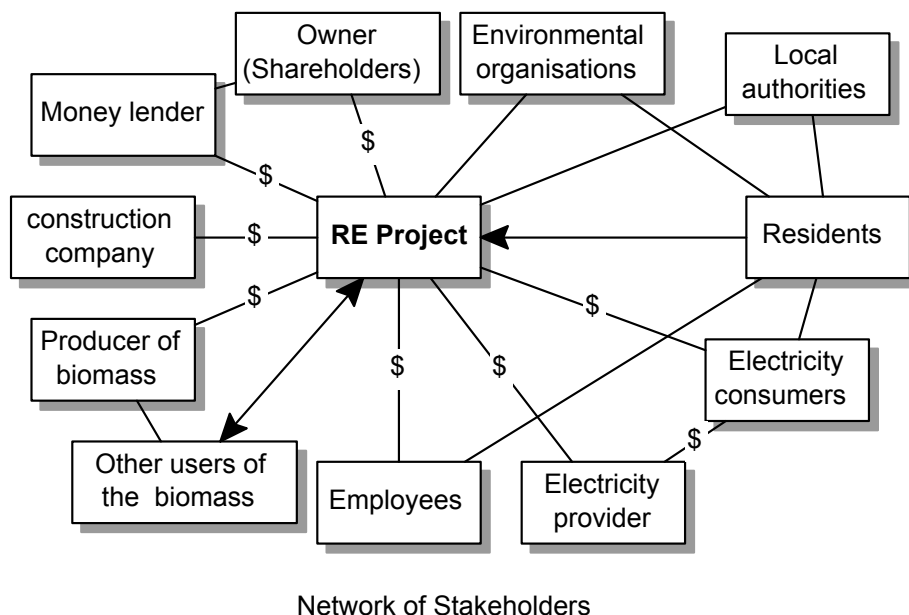 Owner
(Shareholders)
Environmental
organisations
Local
authorities
Money lender
$
$
construction
company
$
RE Project
Residents
$
$
Producer of
biomass
$
$
Electricity
consumers
$
Other users of
the biomass
Employees
Electricity
provider
Network of Stakeholders